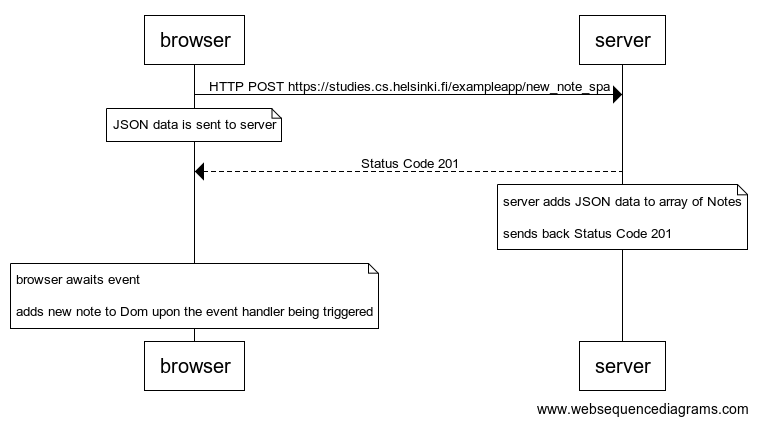 browser
server
HTTP POST https://studies.cs.helsinki.fi/exampleapp/new_note_spa
JSON data is sent to server
Status Code 201
server adds JSON data to array of Notes
sends back Status Code 201
browser awaits event
adds new note to Dom upon the event handler being triggered
browser
server
www.websequencediagrams.com